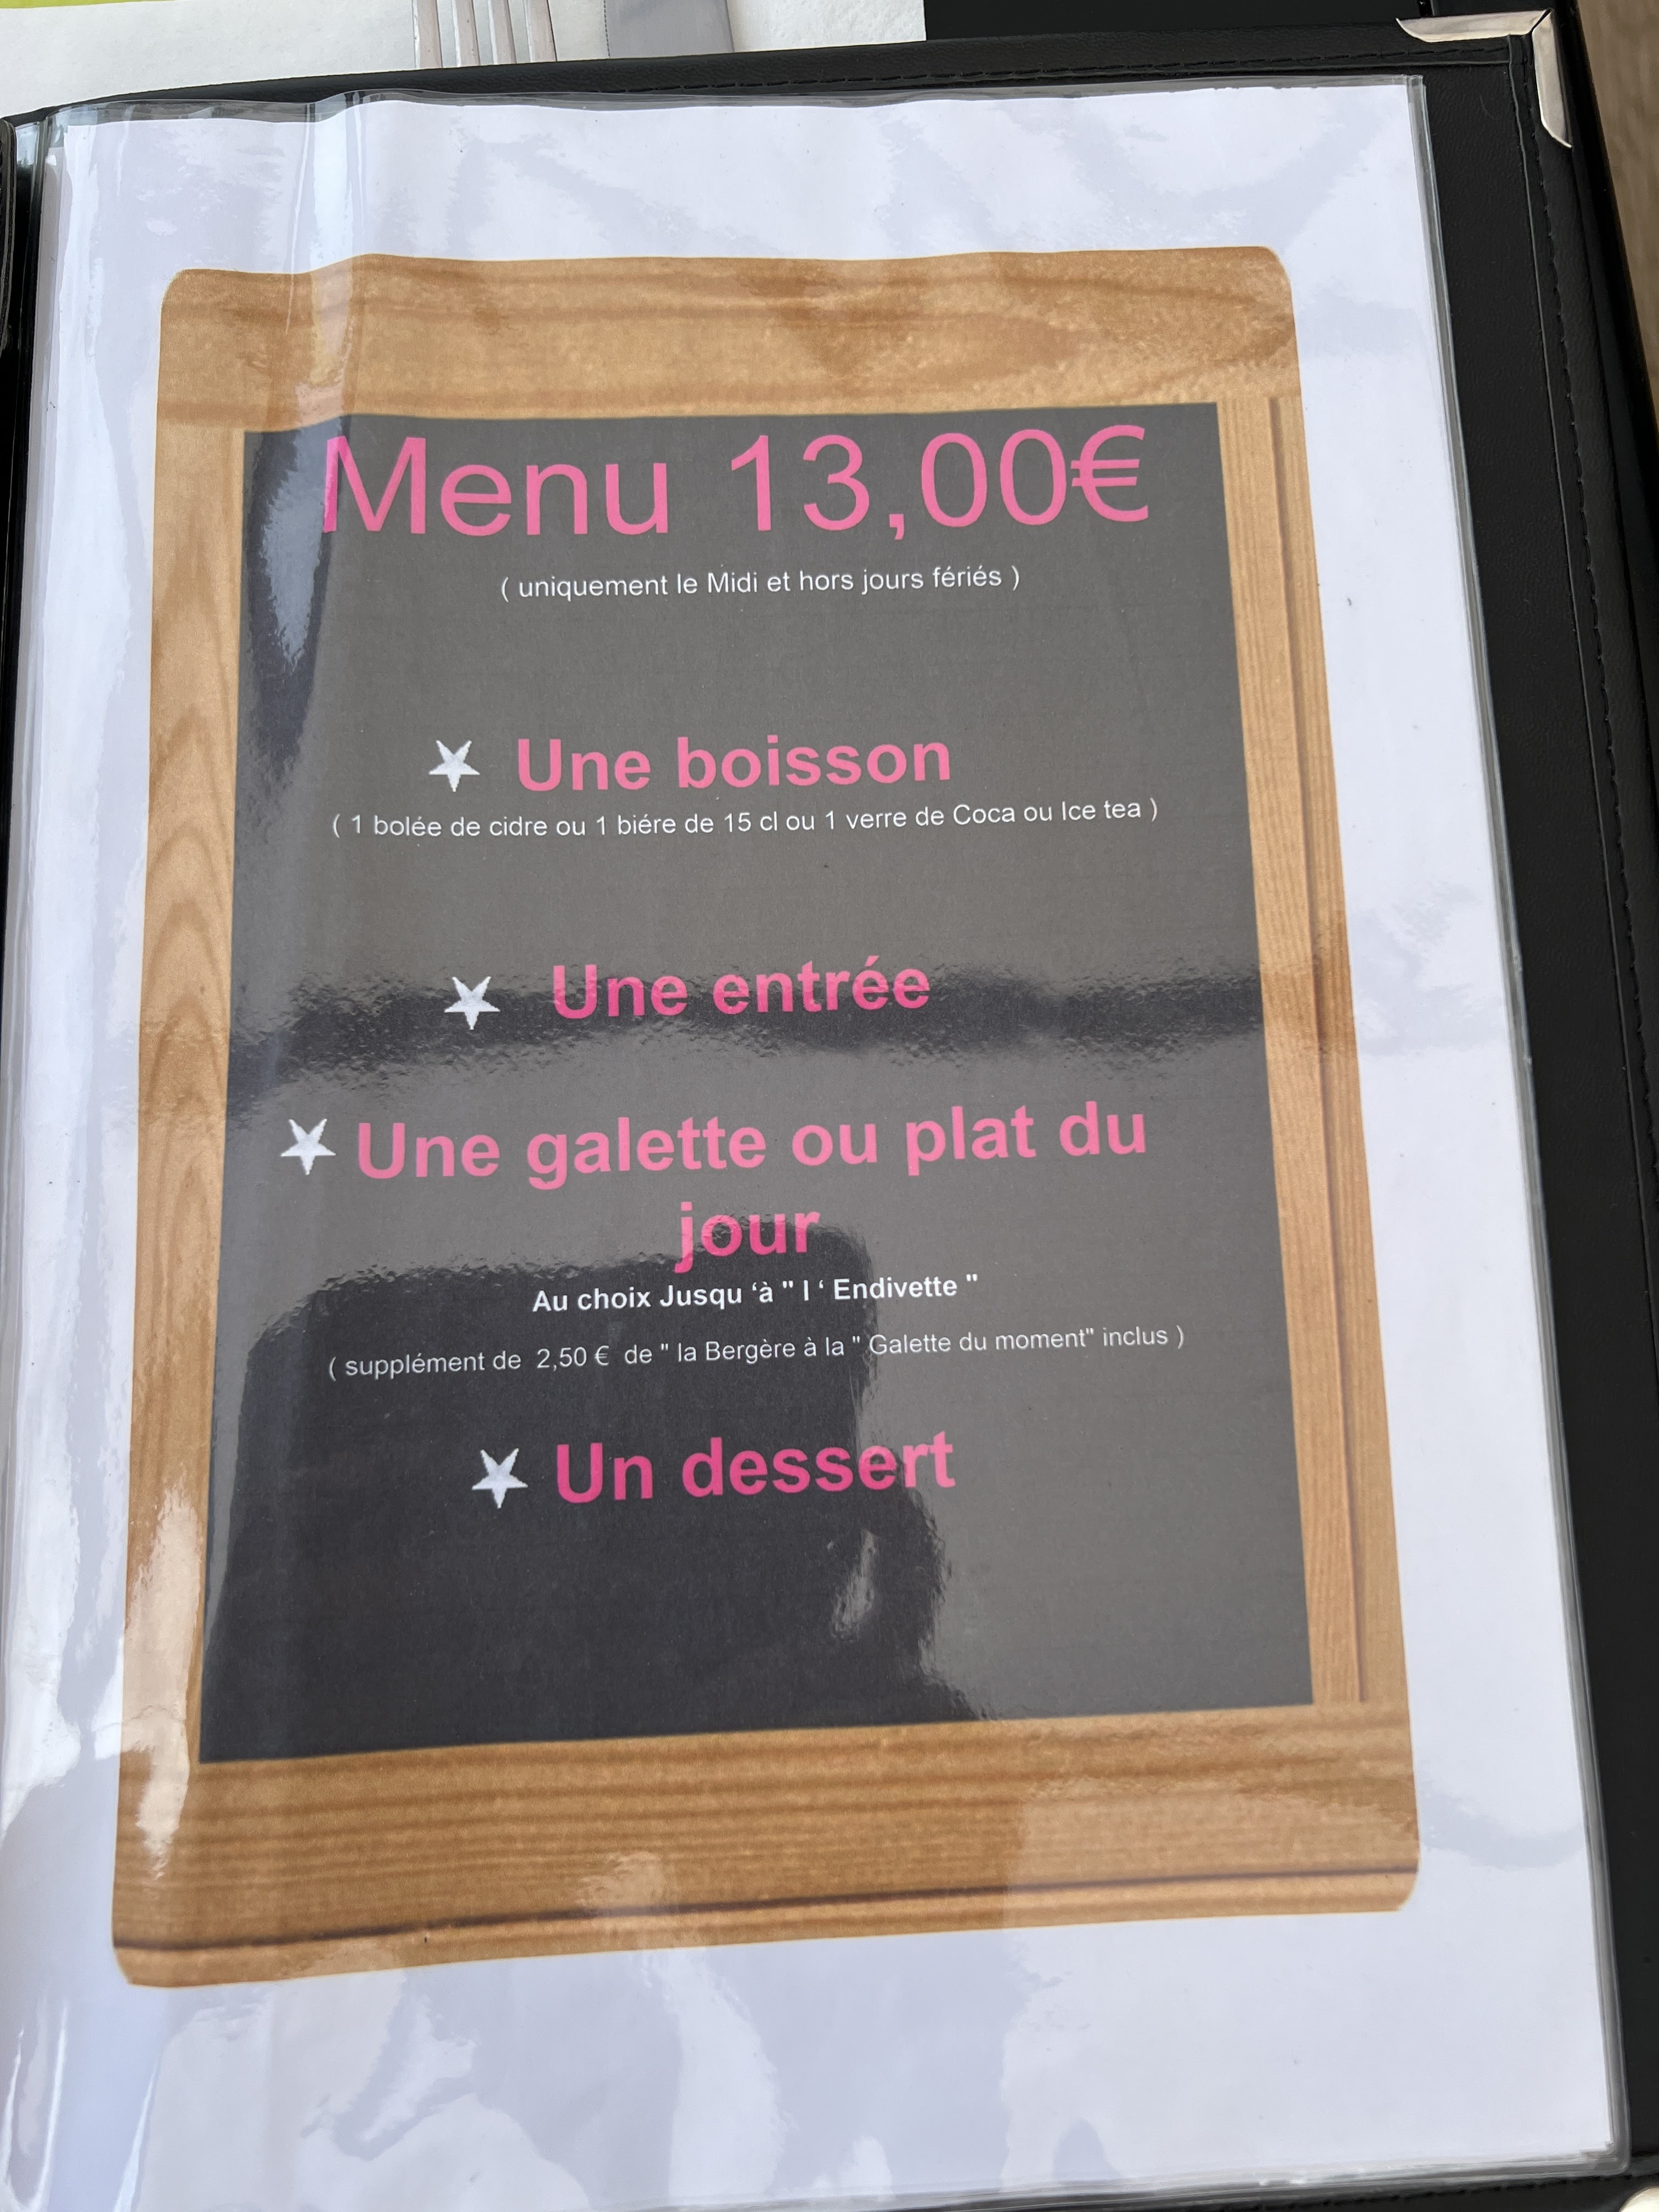 Menu 13,00€
( uniquement le Midi et hors jours fériés )
Une boisson
( 1 bolée de cidre ou 1 biére de 15 cl ou 1 verre de Coca ou Ice tea )
Une entrée
Une galette ou plat du
jour
Au choix Jusqu ‘à " l ‘ Endivette "
( supplément de 2,50 € de " la Bergère à la " Galette du moment" inclus )
Un dessert